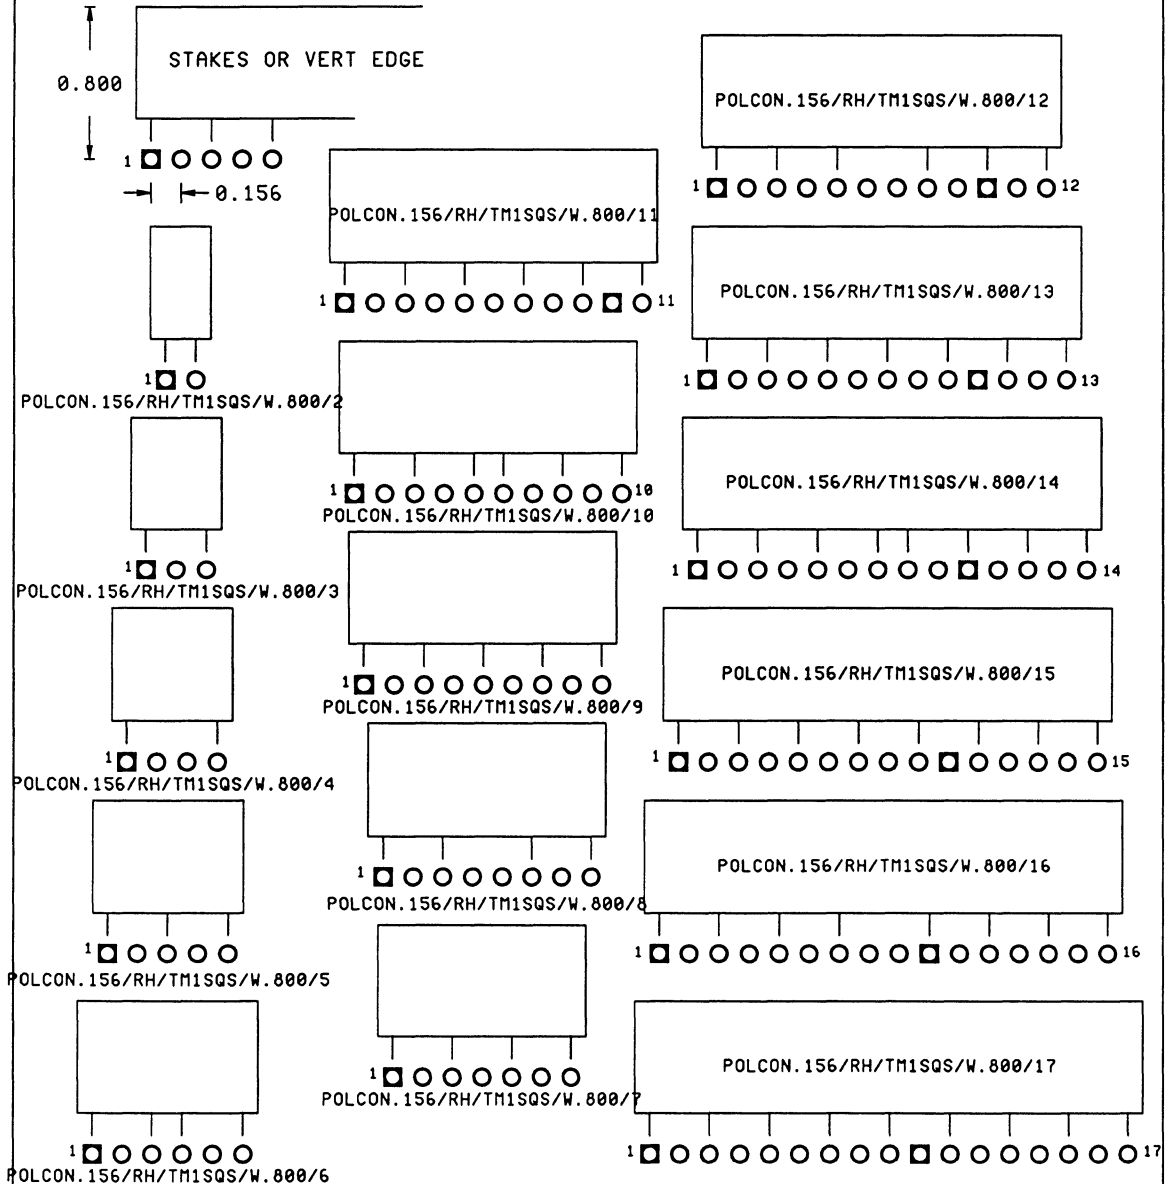 STAKES OR VERT EDGE
0.800
1
0.156
1
POLCON.156/RH/TM1SQS/W.800/2
1
POLCON.156/RH/TM1SQS/W.800/3
1
POLCON.156/RH/TM1SQS/W.800/4
1
POLCON.156/RH/TM1SQS/W.800/5
1
POLCON.156/RH/TM1SQS/W.800/6
POLCON.156/RH/TM1SQS/W.800/11
1 11
1 10
POLCON.156/RH/TM1SQS/W.800/10
1
POLCON.156/RH/TM1SQS/W.800/9
1
POLCON.156/RH/TM1SQS/W.800/8
1
POLCON.156/RH/TM1SQS/W.800/7
POLCON.156/RH/TM1SQS/W.800/12
1 12
POLCON.156/RH/TM1SQS/W.800/13
1 13
POLCON.156/RH/TM1SQS/W.800/14
1 14
POLCON.156/RH/TM1SQS/W.800/15
1 15
POLCON.156/RH/TM1SQS/W.800/16
1 16
POLCON.156/RH/TM1SQS/W.800/17
1 17